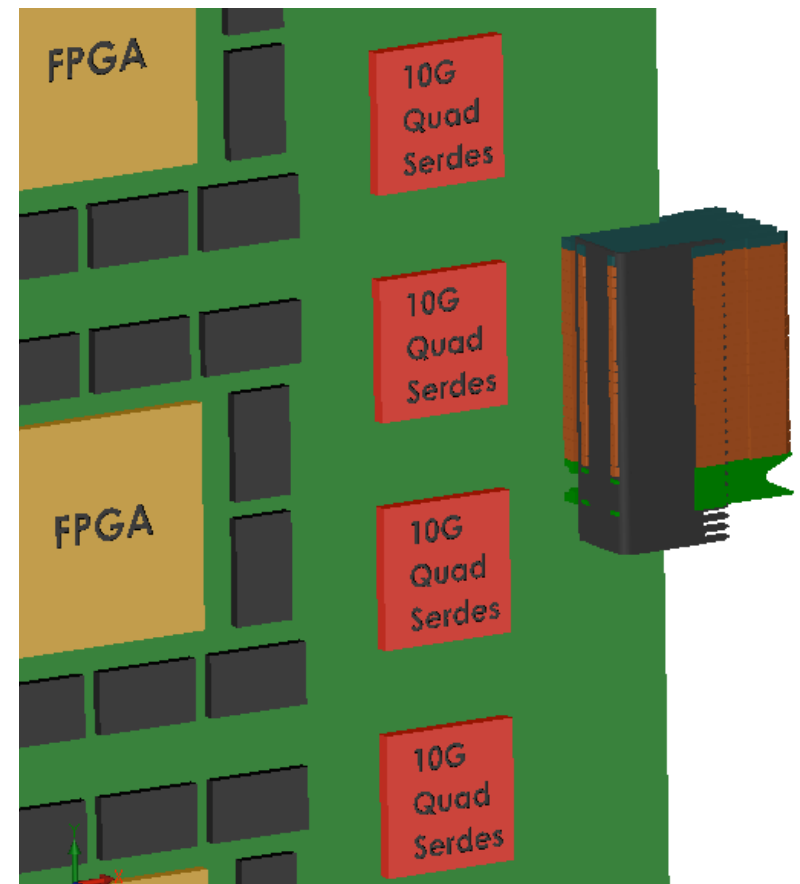 FPGA
10G
Quad
Serdes
10G
Quad
Serdes
FPGA
10G
Quad
Serdes
10G
Quad
Serdes
Y
X